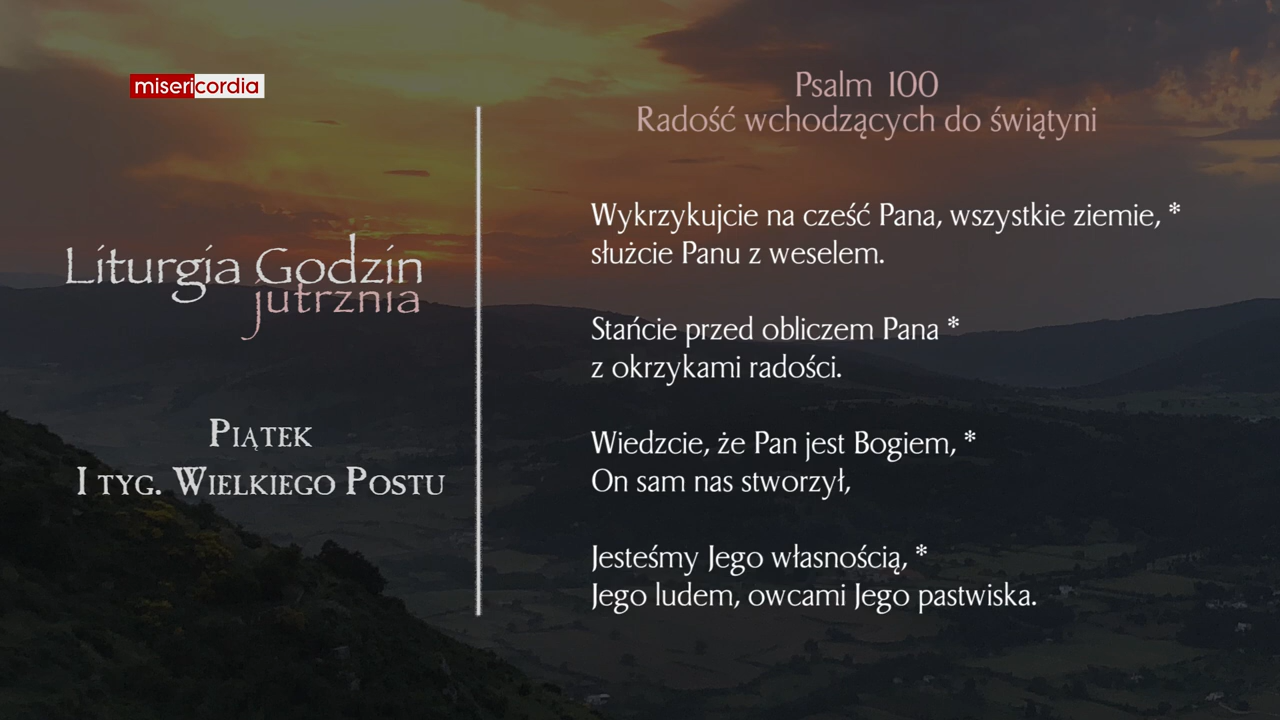 misericordia
Liturgia Godzin
jutrznia
Piątek
I tyg. Wielkiego Postu
Psalm 100
Radość wchodzących do świątyni
Wykrzykujcie na cześć Pana, wszystkie ziemie, *
służcie Panu z weselem.
Stańcie przed obliczem Pana *
z okrzykami radości.
Wiedzcie, że Pan jest Bogiem, *
On sam nas stworzył,
Jesteśmy Jego własnością, *
Jego ludem, owcami Jego pastwiska.